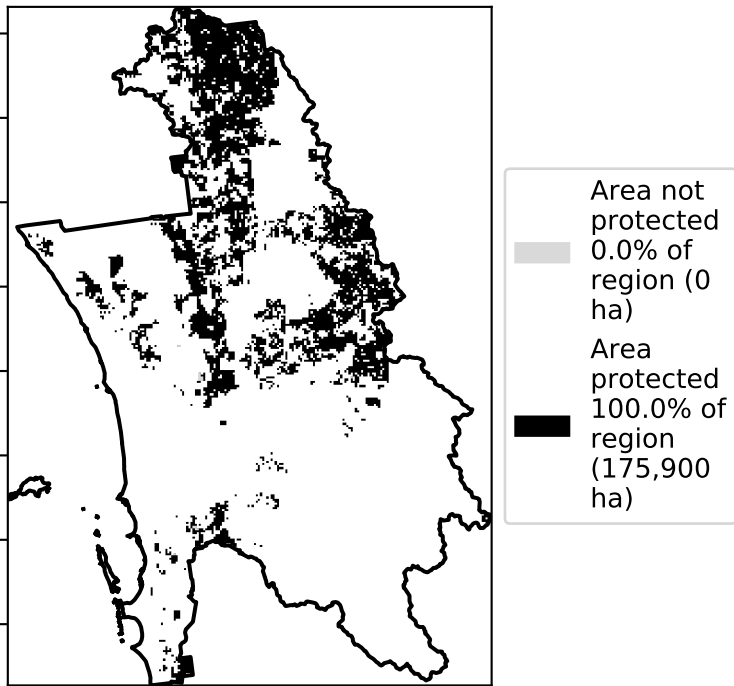 Area not
protected
0.0% of
region (0
ha)
Area
protected
100.0% of
region
(175,900
ha)